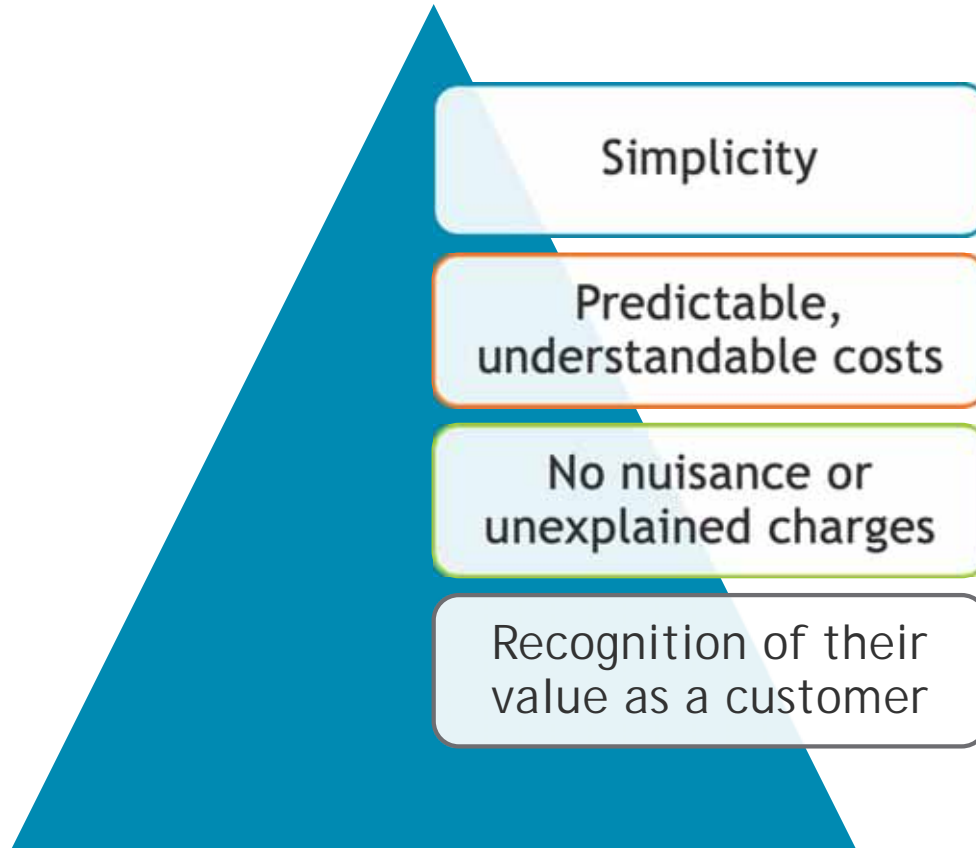 Simplicity
Predictable,
understandable costs
No nuisance or
unexplained charges
Recognition of their
value as a customer